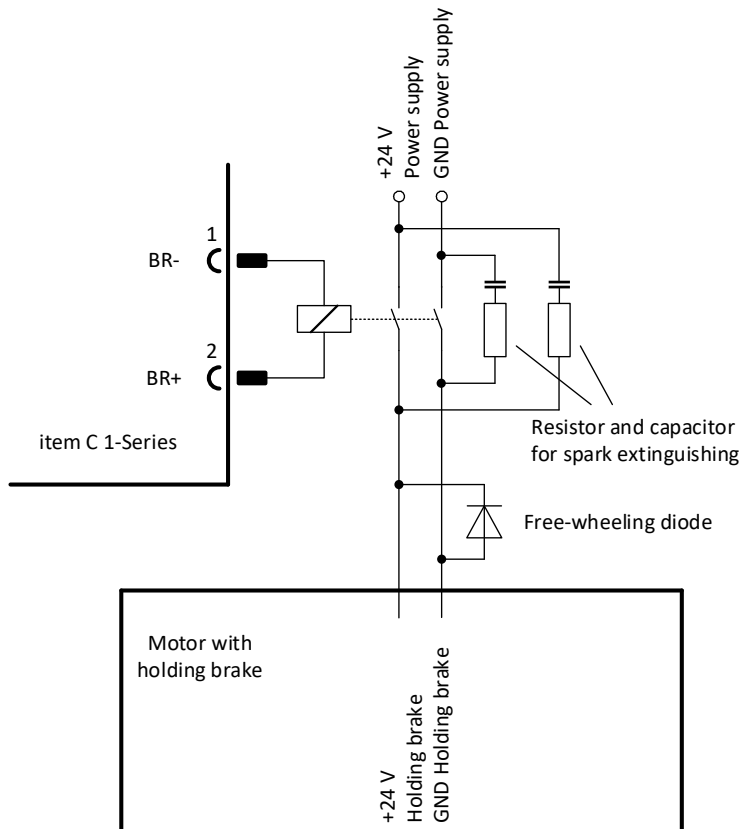 +24 V
Power supply
GND Power supply
1
BR-
2
BR+
item C 1-Series
Resistor and capacitor
for spark extinguishing
Free-wheeling diode
Motor with
holding brake
+24 V
Holding brake
GND Holding brake